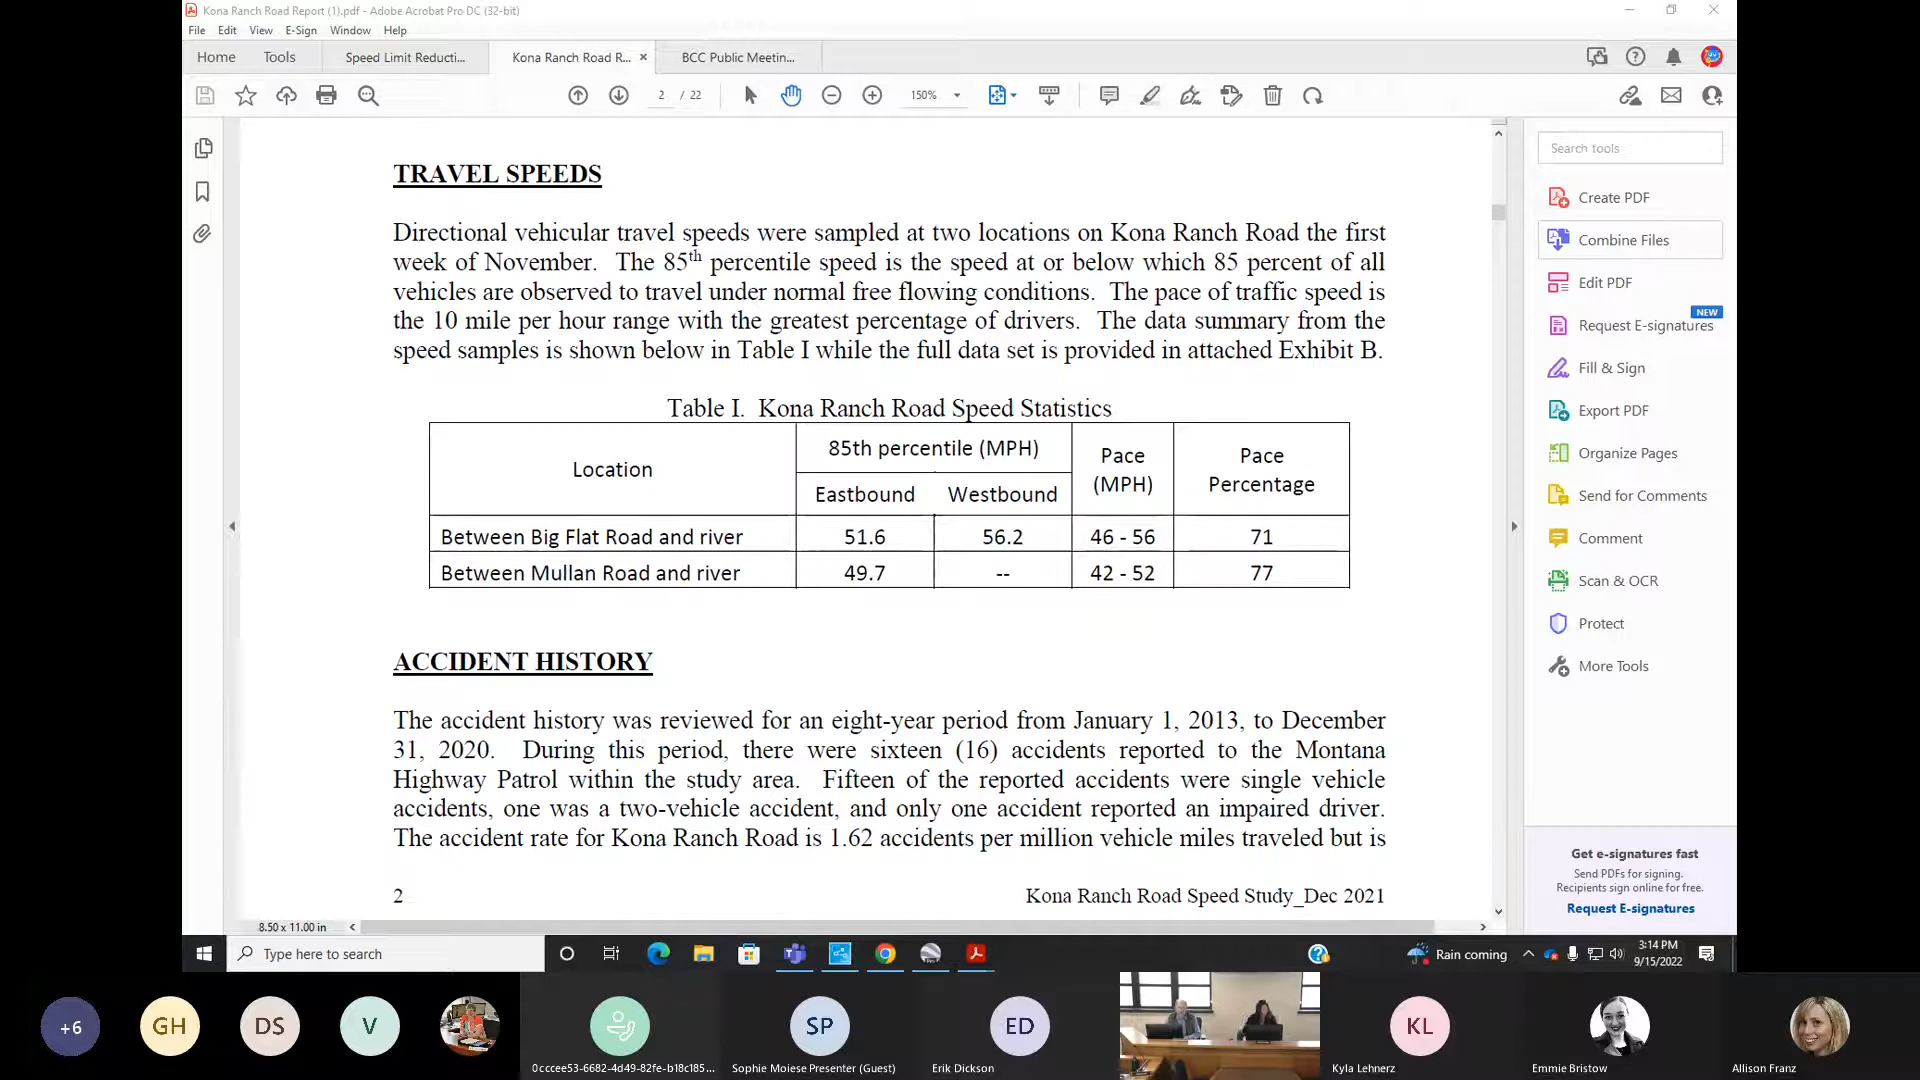 Kona Ranch Road Report (1).pdf - Adobe Acrobat Pro DC (32-bit)
File Edit View E-Sign Window Help
Home Tools Speed Limit Reducti... Kona Ranch Road R... × BCC Public Meetin...
2 / 22 150%
TRAVEL SPEEDS
Directional vehicular travel speeds were sampled at two locations on Kona Ranch Road the first
week of November. The 85th percentile speed is the speed at or below which 85 percent of all
vehicles are observed to travel under normal free flowing conditions. The pace of traffic speed is
the 10 mile per hour range with the greatest percentage of drivers. The data summary from the
speed samples is shown below in Table I while the full data set is provided in attached Exhibit B.
Table I. Kona Ranch Road Speed Statistics
Location 85th percentile (MPH) Pace (MPH) Pace Percentage
Eastbound Westbound
Between Big Flat Road and river 51.6 56.2 46 - 56 71
Between Mullan Road and river 49.7 -- 42 - 52 77
ACCIDENT HISTORY
The accident history was reviewed for an eight-year period from January 1, 2013, to December
31, 2020. During this period, there were sixteen (16) accidents reported to the Montana
Highway Patrol within the study area. Fifteen of the reported accidents were single vehicle
accidents, one was a two-vehicle accident, and only one accident reported an impaired driver.
The accident rate for Kona Ranch Road is 1.62 accidents per million vehicle miles traveled but is
2 Kona Ranch Road Speed Study_Dec 2021
8.50 x 11.00 in
Search tools
Create PDF
Combine Files
Edit PDF
NEW
Request E-signatures
Fill & Sign
Export PDF
Organize Pages
Send for Comments
Comment
Scan & OCR
Protect
More Tools
Get e-signatures fast
Send PDFs for signing.
Recipients sign online for free.
Request E-signatures
Type here to search
Rain coming
3:14 PM
9/15/2022
+6 GH DS V SP ED KL
0cccee53-6682-4d49-82fe-b18c185... Sophie Moiese Presenter (Guest) Erik Dickson Kyla Lehnerz Emmie Bristow Allison Franz